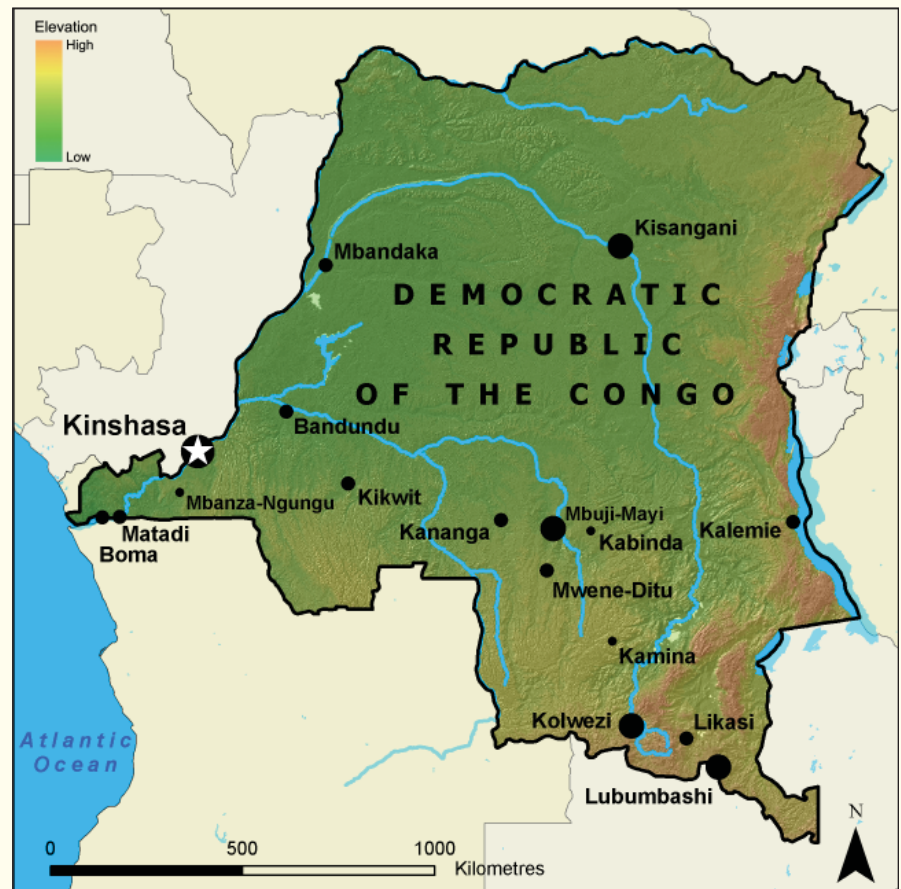 Elevation
High
Low
Kisangani
Mbandaka
DEMOCRATIC
REPUBLIC
OF THE CONGO
Kinshasa
Bandundu
Mbanza-Ngungu
Kikwit
Mbuji-Mayi
Kananga
Kabinda
Kalemie
Matadi
Boma
Mwene-Ditu
Kamina
Kolwezi
Likasi
Atlantic
Ocean
Lubumbashi
N
0 500 1000
Kilometres